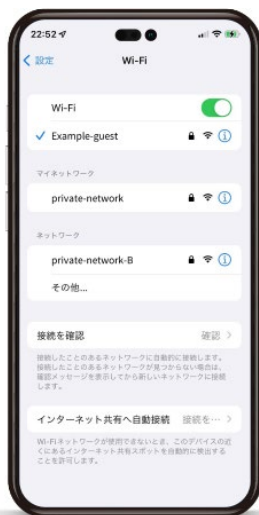 22:52
設定 Wi-Fi
Wi-Fi
Example-guest
マイネットワーク
private-network
ネットワーク
private-network-B
その他...
接続を確認 確認
接続したことのあるネットワークに自動的に接続します。
接続したことのあるネットワークが見つからない場合は、
確認メッセージを表示してから新しいネットワークに接続
します。
インターネット共有へ自動接続 接続を…
Wi-Fiネットワークが使用できないとき、このデバイスの近
くにあるインターネット共有スポットを自動的に検出する
ことを許可します。